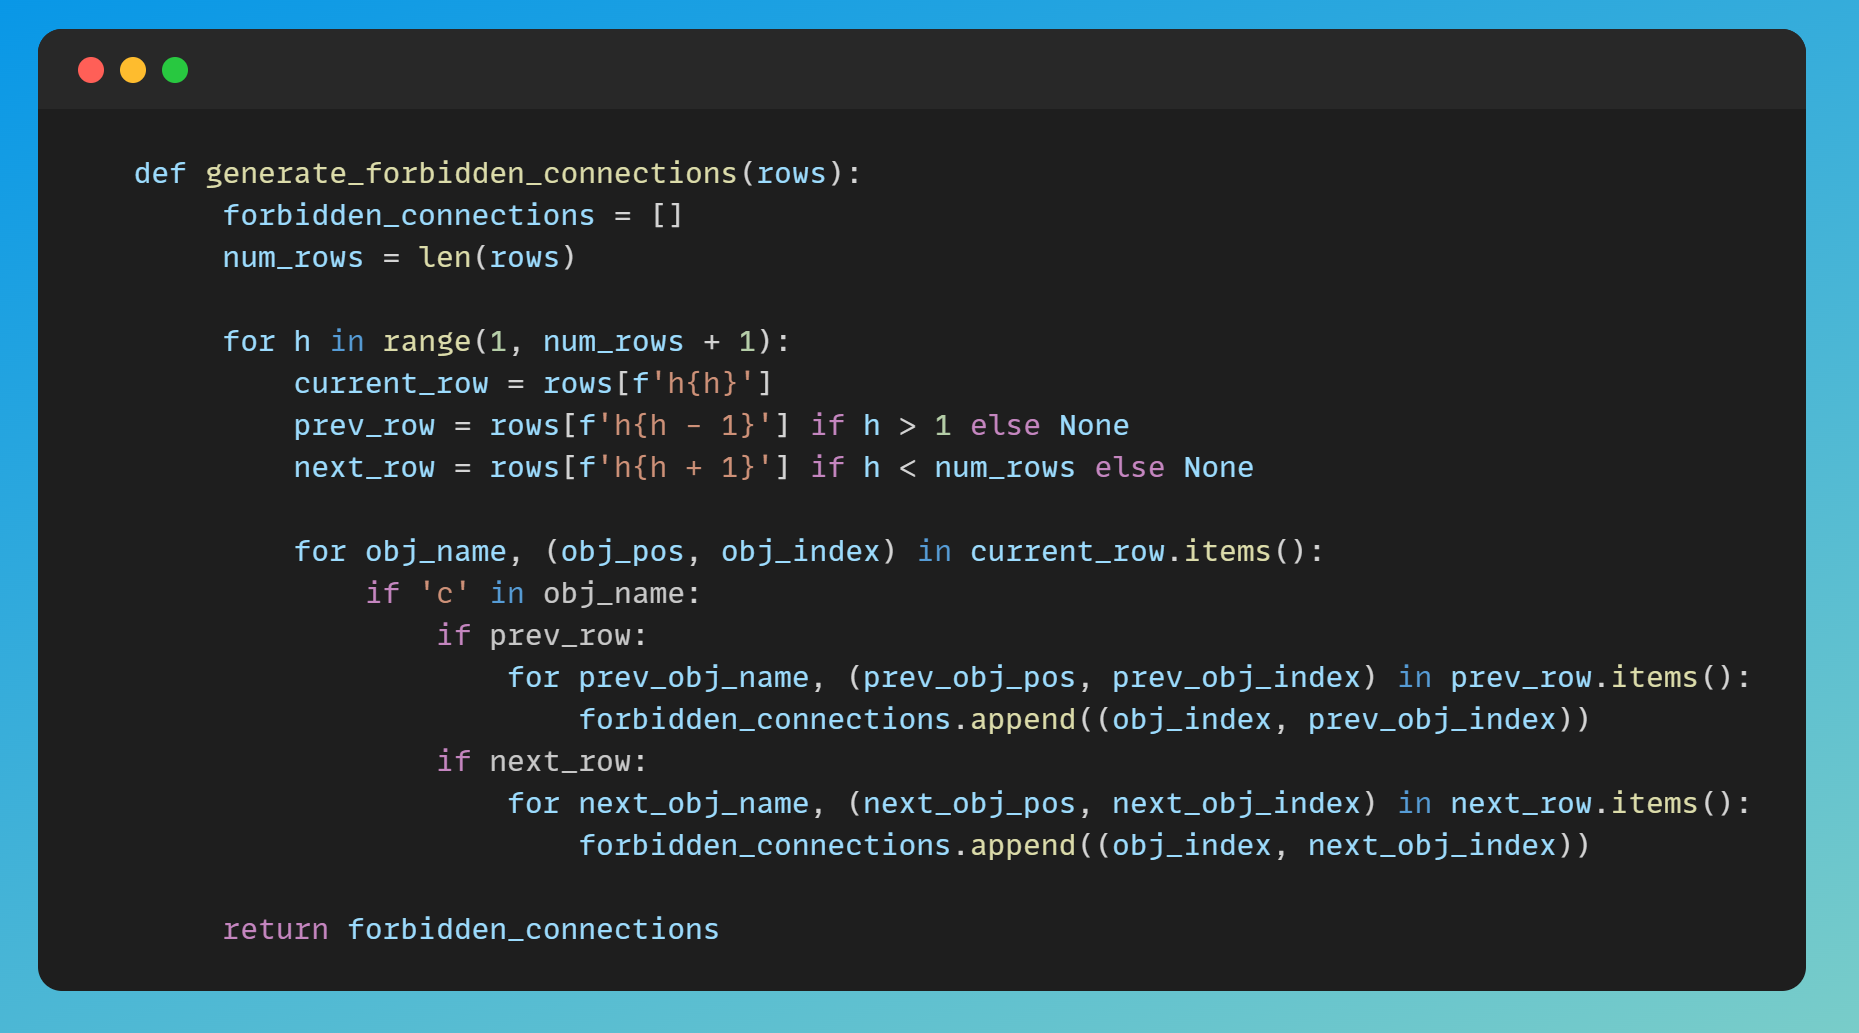 def generate_forbidden_connections(rows):
     forbidden_connections = []
     num_rows = len(rows)

     for h in range(1, num_rows + 1):
         current_row = rows[f'h{h}']
         prev_row = rows[f'h{h - 1}'] if h > 1 else None
         next_row = rows[f'h{h + 1}'] if h < num_rows else None

         for obj_name, (obj_pos, obj_index) in current_row.items():
             if 'c' in obj_name:
                 if prev_row:
                     for prev_obj_name, (prev_obj_pos, prev_obj_index) in prev_row.items():
                         forbidden_connections.append((obj_index, prev_obj_index))
                 if next_row:
                     for next_obj_name, (next_obj_pos, next_obj_index) in next_row.items():
                         forbidden_connections.append((obj_index, next_obj_index))

     return forbidden_connections